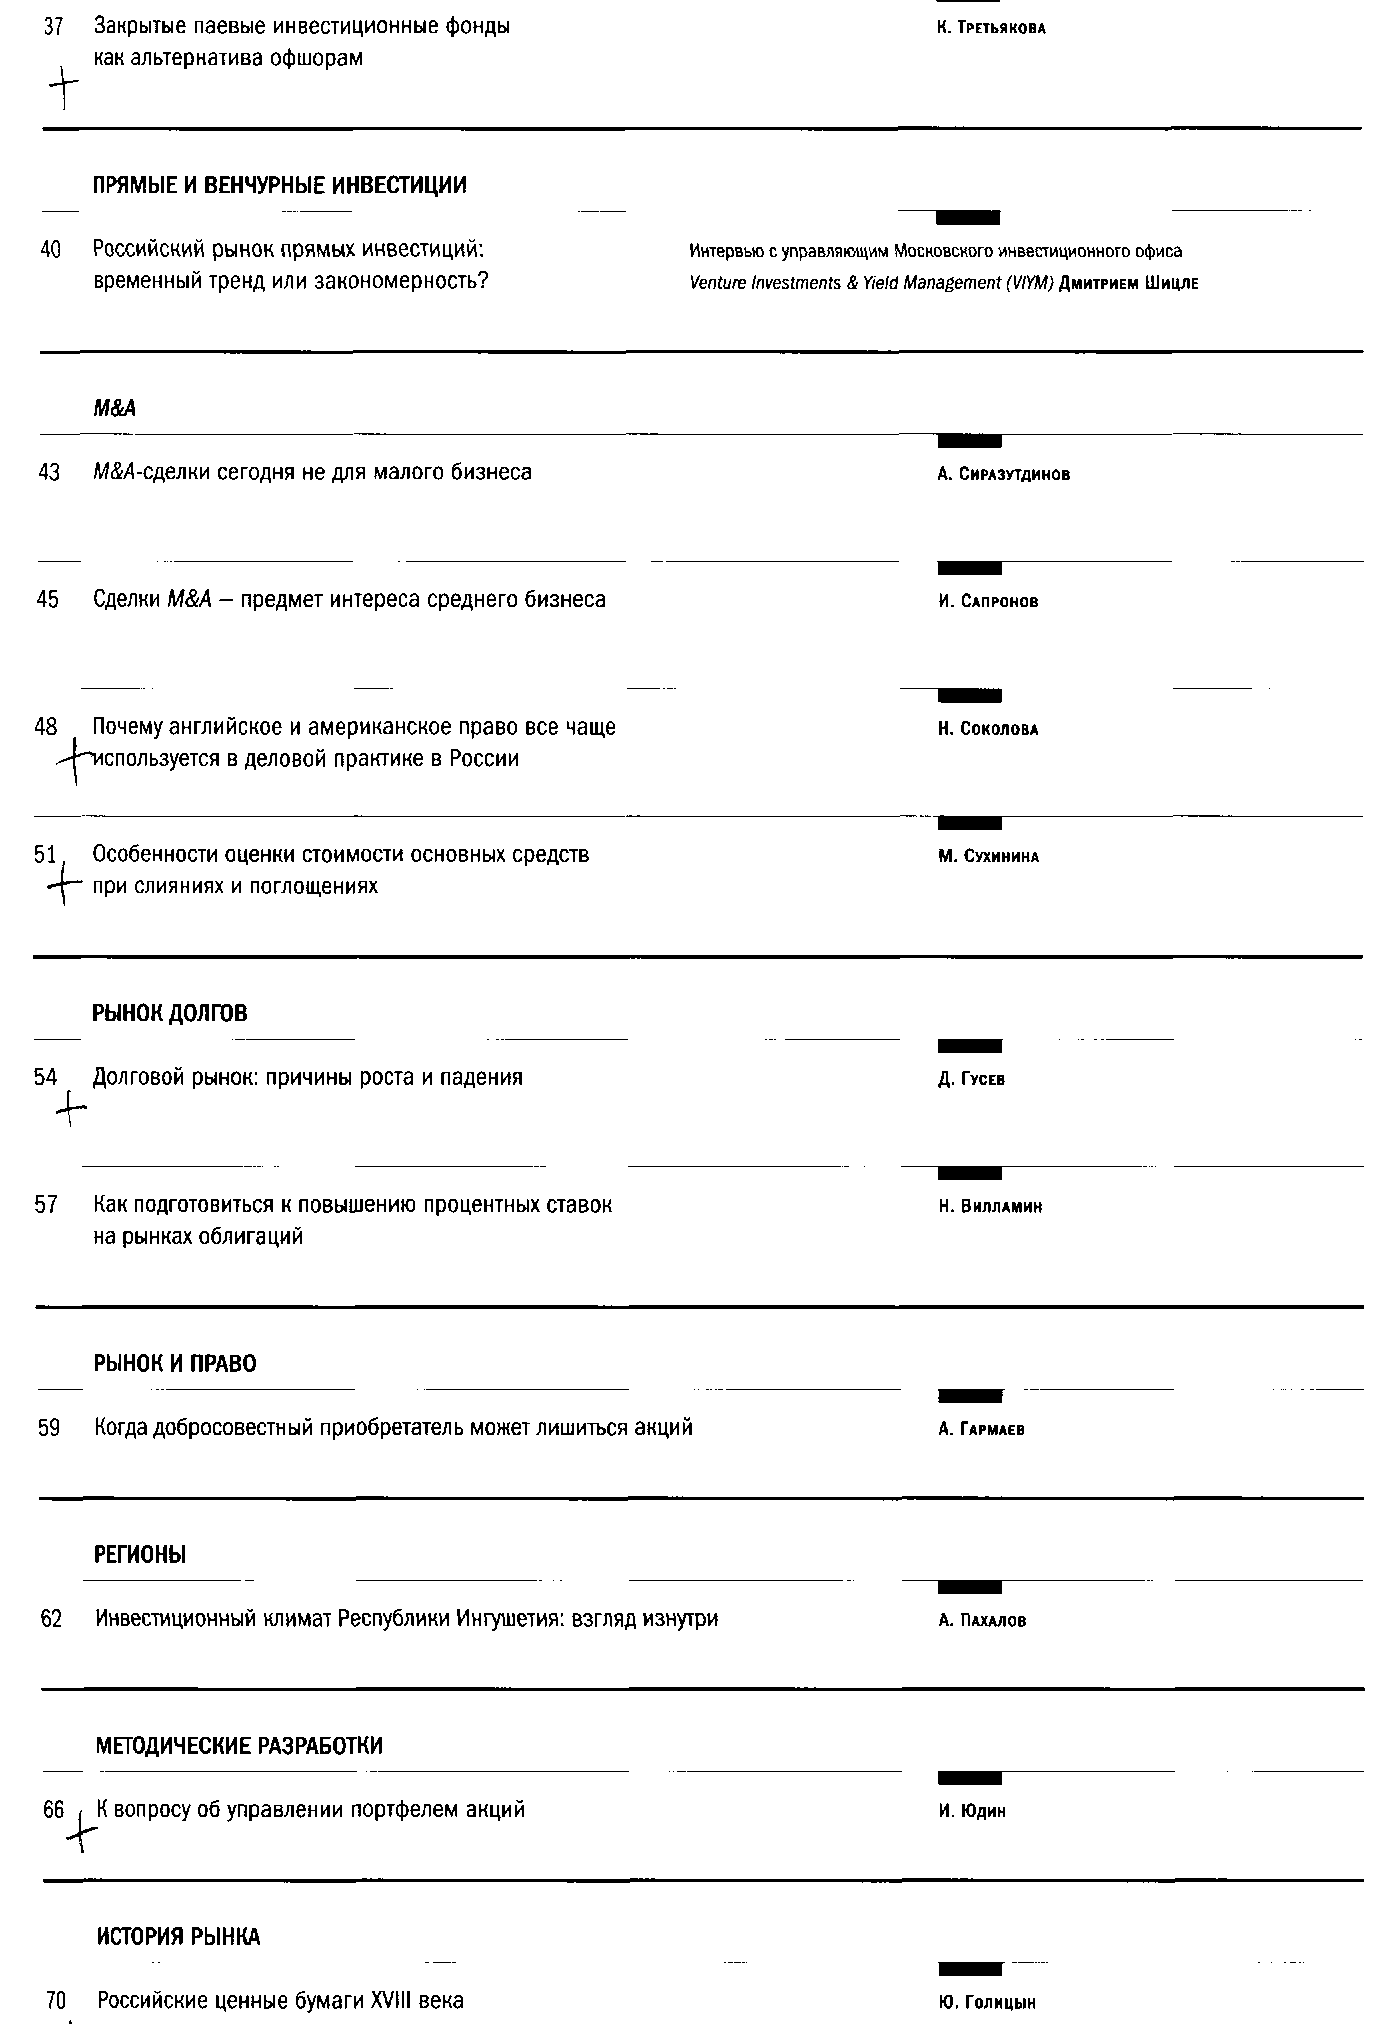 37 Закрытые паевые инвестиционные фонды К. Третьякова
как альтернатива офшорам
+
ПРЯМЫЕ И ВЕНЧУРНЫЕ ИНВЕСТИЦИИ
40 Российский рынок прямых инвестиций: Интервью с управляющим Московского инвестиционного офиса
временный тренд или закономерность? Venture Investments & Yield Management (VIYM) Дмитрием Шицле
M&A
43 M&A-сделки сегодня не для малого бизнеса А. Сиразутдинов
45 Сделки M&A – предмет интереса среднего бизнеса И. Сапронов
48 Почему английское и американское право все чаще Н. Соколова
+ используется в деловой практике в России
51 Особенности оценки стоимости основных средств М. Сухинина
+ при слияниях и поглощениях
РЫНОК ДОЛГОВ
54 Долговой рынок: причины роста и падения Д. Гусев
+
57 Как подготовиться к повышению процентных ставок Н. Вилламин
на рынках облигаций
РЫНОК И ПРАВО
59 Когда добросовестный приобретатель может лишиться акций А. Гармаев
РЕГИОНЫ
62 Инвестиционный климат Республики Ингушетия: взгляд изнутри А. Пахалов
МЕТОДИЧЕСКИЕ РАЗРАБОТКИ
66 К вопросу об управлении портфелем акций И. Юдин
+
ИСТОРИЯ РЫНКА
70 Российские ценные бумаги XVIII века Ю. Голицын